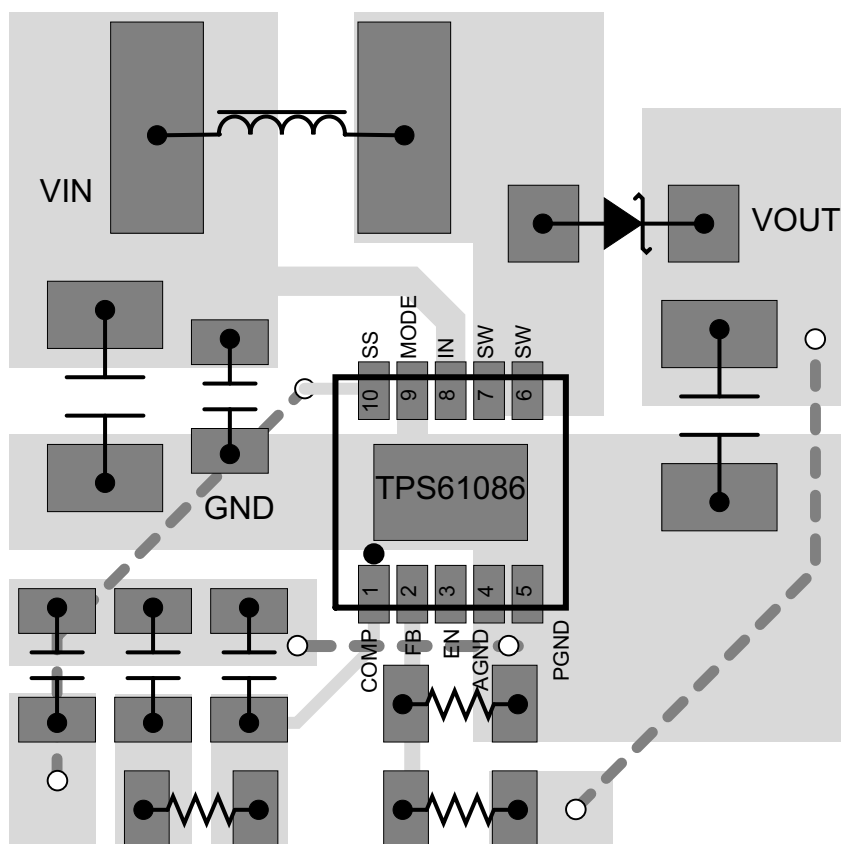 VIN
VOUT
SS
MODE
IN
SW
SW
10
9
8
7
6
TPS61086
GND
1
2
3
4
5
COMP
FB
EN
AGND
PGND